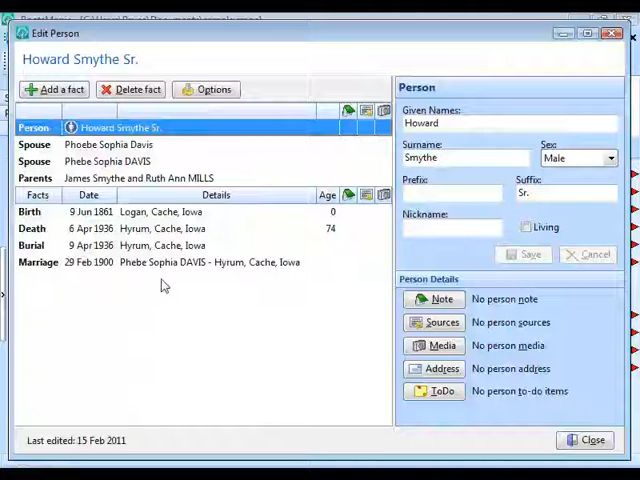 Edit Person
Howard Smythe Sr.
Add a fact
Delete fact
Options
Person Howard Smythe Sr.
Spouse Phoebe Sophia Davis
Spouse Phebe Sophia DAVIS
Parents James Smythe and Ruth Ann MILLS
Facts Date Details Age
Birth 9 Jun 1861 Logan, Cache, Iowa 0
Death 6 Apr 1936 Hyrum, Cache, Iowa 74
Burial 9 Apr 1936 Hyrum, Cache, Iowa
Marriage 29 Feb 1900 Phebe Sophia DAVIS - Hyrum, Cache, Iowa
Last edited: 15 Feb 2011
Person
Given Names:
Howard
Surname: Sex:
Smythe Male
Prefix: Suffix:
Sr.
Nickname:
Living
Save Cancel
Person Details
Note No person note
Sources No person sources
Media No person media
Address No person address
ToDo No person to-do items
Close